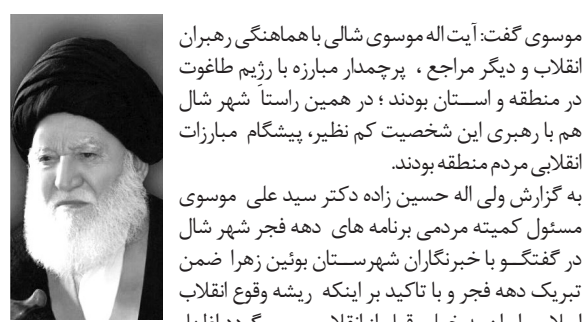 موسوی گفت: آیت اله موسوی شالی با هماهنگی رهبران
انقلاب و دیگر مراجع ، پرچمدار مبارزه با رژیم طاغوت
در منطقه و استان بودند ؛ در همین راستاَ شهر شال
هم با رهبری این شخصیت کم نظیر، پیشگام مبارزات
انقلابی مردم منطقه بودند.
به گزارش ولی اله حسین زاده دکتر سید علی موسوی
مسئول کمیته مردمی برنامه های دهه فجر شهر شال
در گفتگو با خبرنگاران شهرستان بوئین زهرا ضمن
تبریک دهه فجر و با تاکید بر اینکه ریشه وقوع انقلاب